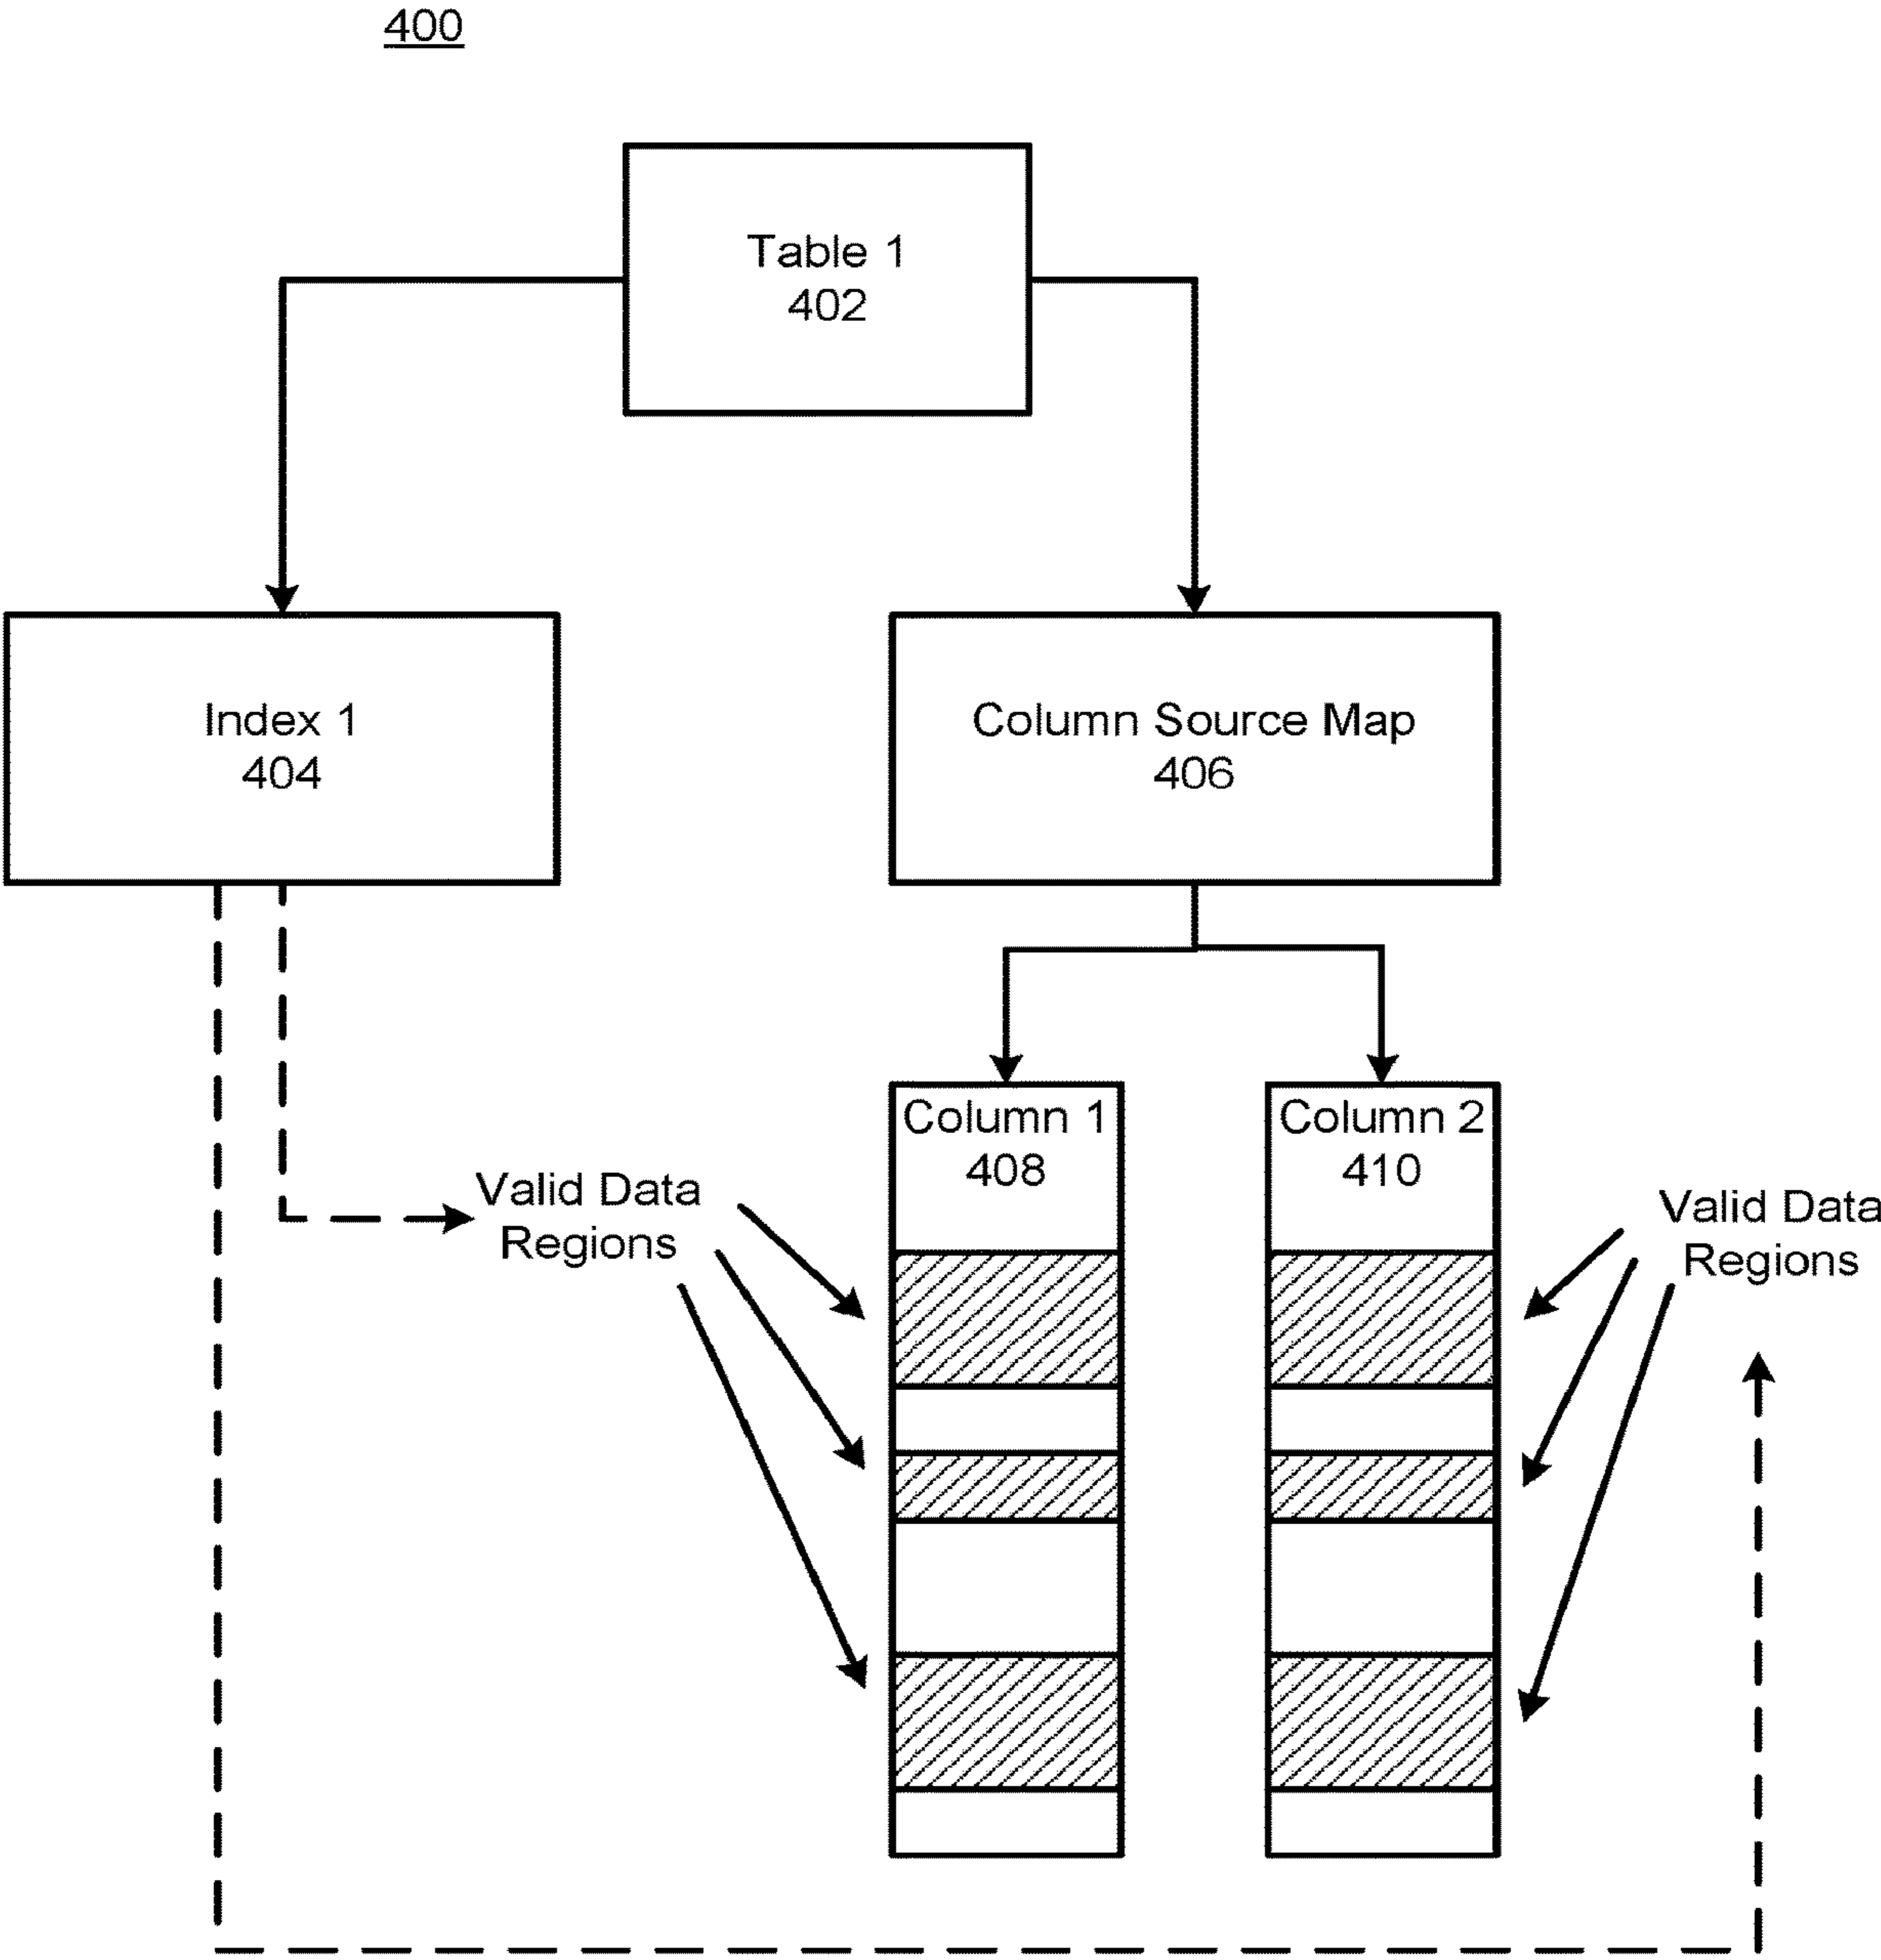 400
Table 1
402
Index 1
404
Column Source Map
406
Column 1
408
Column 2
410
Valid Data
Regions
Valid Data
Regions